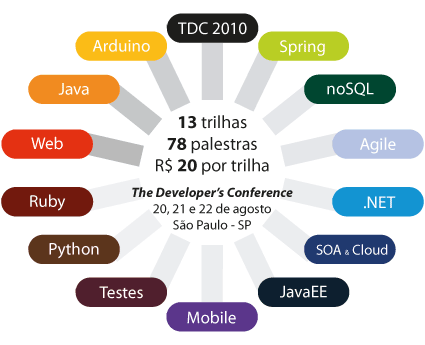 TDC 2010
Arduino
Spring
Java
noSQL
13 trilhas
78 palestras
R$ 20 por trilha
Web
Agile
The Developer's Conference
20, 21 e 22 de agosto
São Paulo - SP
Ruby
.NET
Python
SOA & Cloud
Testes
JavaEE
Mobile